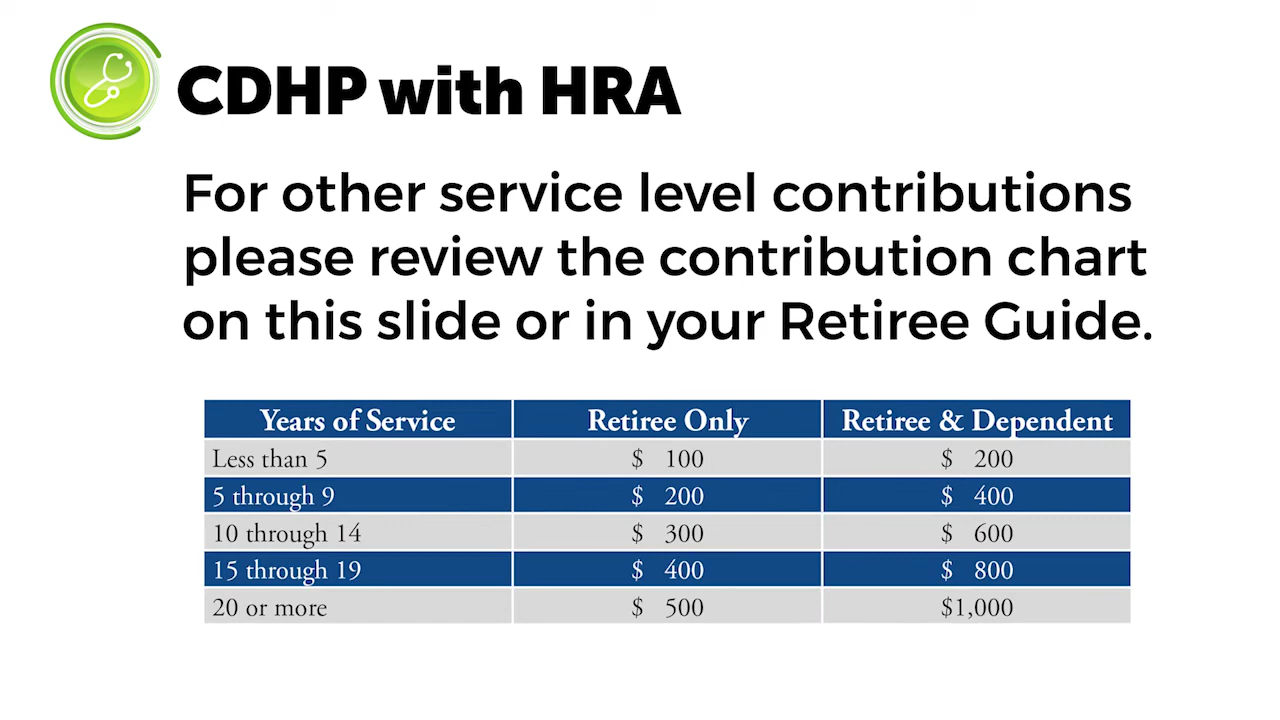 CDHP with HRA
For other service level contributions
please review the contribution chart
on this slide or in your Retiree Guide.
Years of Service Retiree Only Retiree & Dependent
Less than 5 $ 100 $ 200
5 through 9 $ 200 $ 400
10 through 14 $ 300 $ 600
15 through 19 $ 400 $ 800
20 or more $ 500 $1,000